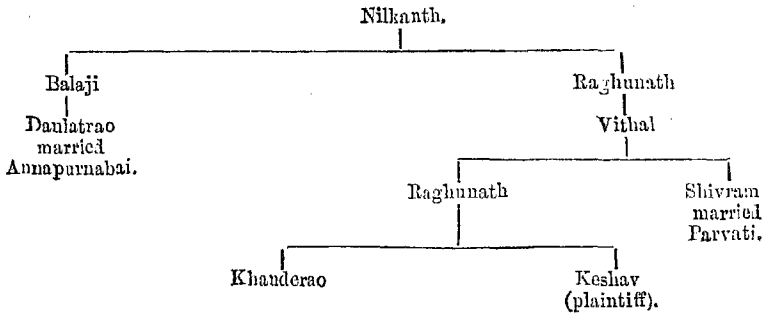 Nilkanth.
Balaji
Raghunath
Daulatrao
married
Annapurnabai.
Vithal
Raghunath
Shivram
married
Parvati.
Khanderao
Keshav
(plaintiff).